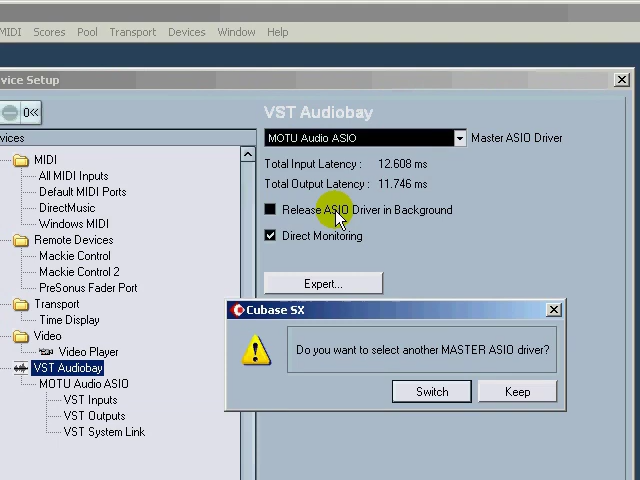 MIDI Scores Pool Transport Devices Window Help
vice Setup
0<<
VST Audiobay
vices
MOTU Audio ASIO Master ASIO Driver
MIDI
Total Input Latency : 12.608 ms
All MIDI Inputs
Total Output Latency : 11.746 ms
Default MIDI Ports
DirectMusic
Release ASIO Driver in Background
Windows MIDI
Remote Devices
Direct Monitoring
Mackie Control
Mackie Control 2
PreSonus Fader Port
Expert...
Transport
Time Display
Video
Video Player
VST Audiobay
MOTU Audio ASIO
VST Inputs
VST Outputs
VST System Link
Cubase SX
Do you want to select another MASTER ASIO driver?
Switch Keep